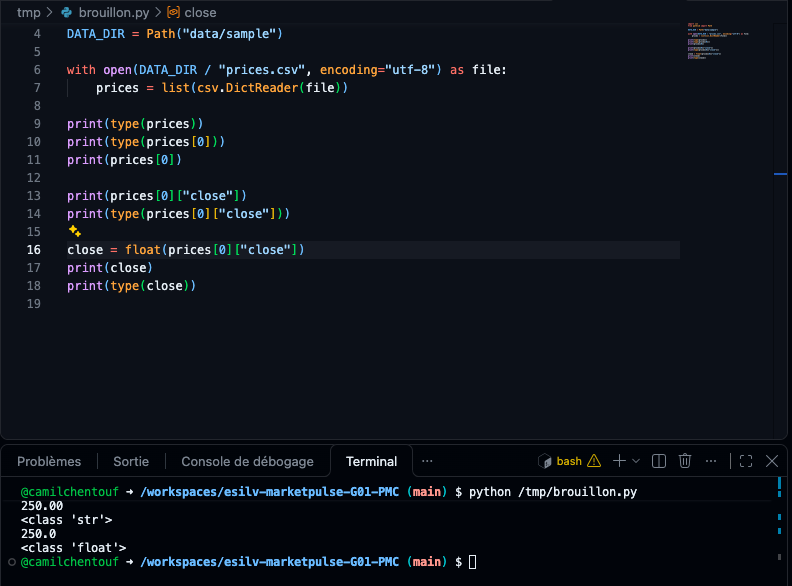 tmp > brouillon.py > close
4 DATA_DIR = Path("data/sample")
5
6 with open(DATA_DIR / "prices.csv", encoding="utf-8") as file:
7     prices = list(csv.DictReader(file))
8
9 print(type(prices))
10 print(type(prices[0]))
11 print(prices[0])
12
13 print(prices[0]["close"])
14 print(type(prices[0]["close"]))
15
16 close = float(prices[0]["close"])
17 print(close)
18 print(type(close))
19
Problèmes Sortie Console de débogage Terminal ··· bash
@camilchentouf → /workspaces/esilv-marketpulse-G01-PMC (main) $ python /tmp/brouillon.py
250.00
<class 'str'>
250.0
<class 'float'>
@camilchentouf → /workspaces/esilv-marketpulse-G01-PMC (main) $